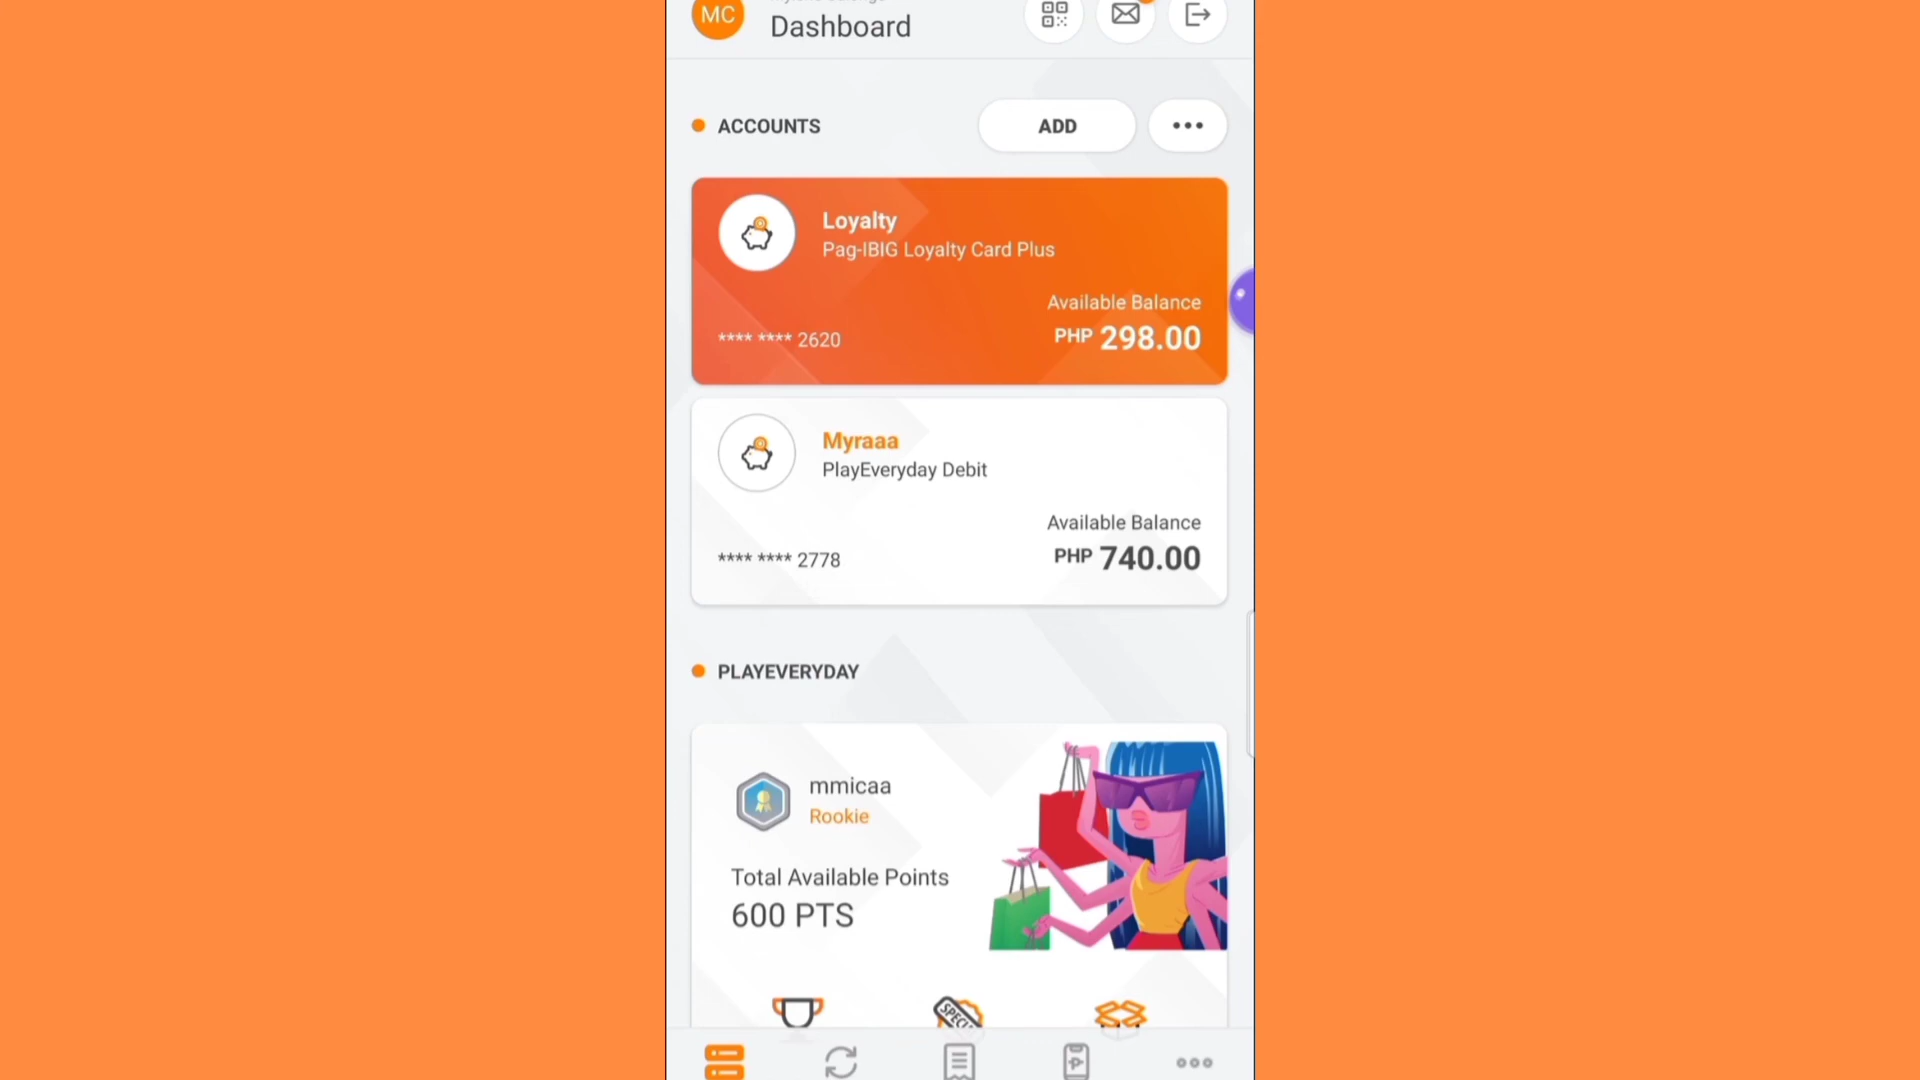 MC
Dashboard
ACCOUNTS
ADD
Loyalty
Pag-IBIG Loyalty Card Plus
Available Balance
**** **** 2620
PHP 298.00
Myraaa
PlayEveryday Debit
Available Balance
**** **** 2778
PHP 740.00
PLAYEVERYDAY
mmicaa
Rookie
Total Available Points
600 PTS